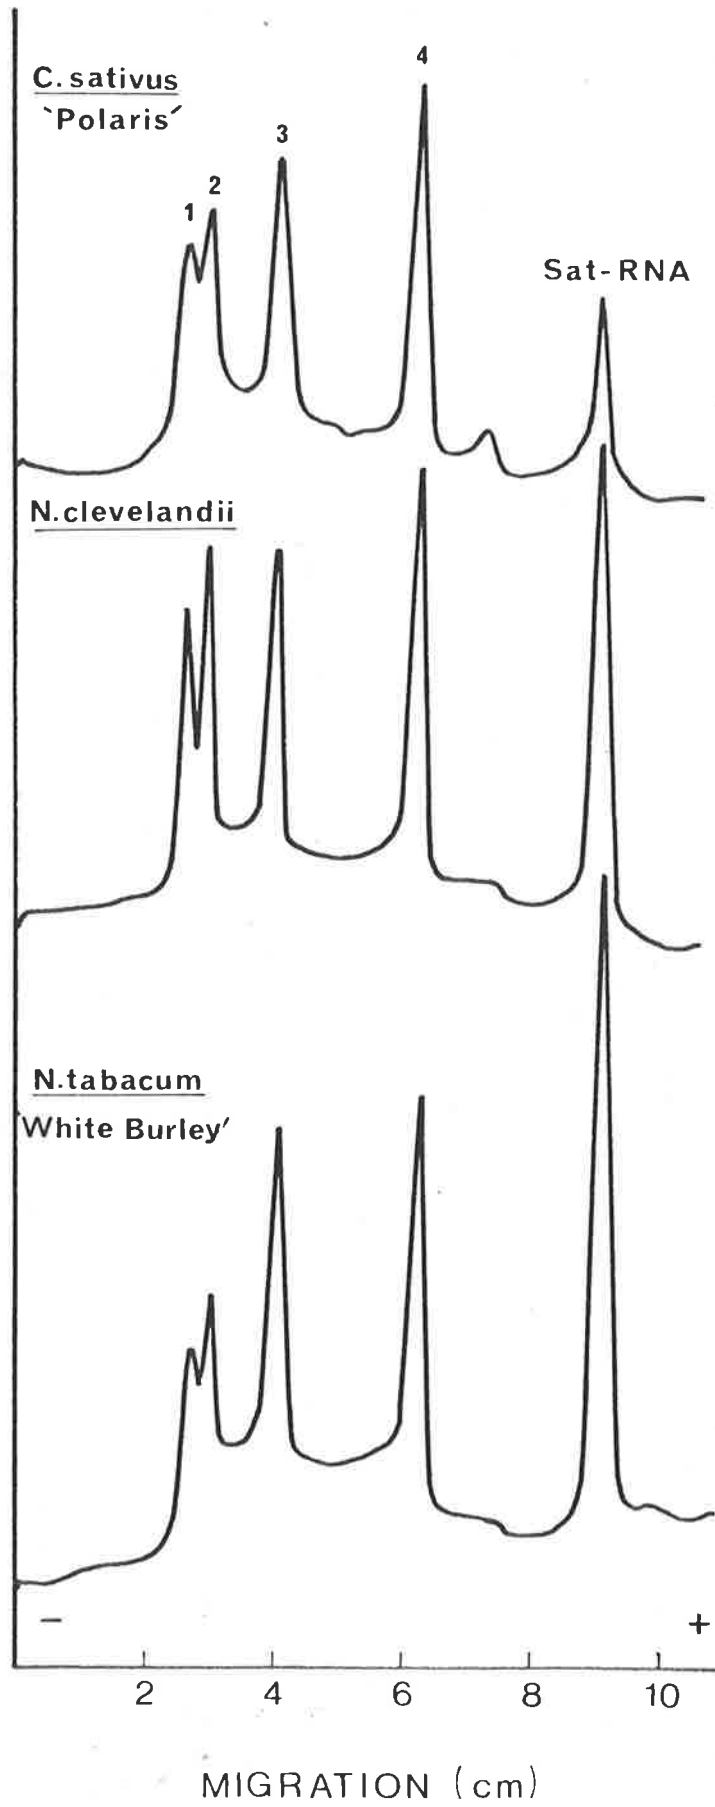 4
C. sativus
`Polaris´
3
2
1
Sat-RNA
N.clevelandii
N.tabacum
`White Burley´
− +
2 4 6 8 10
MIGRATION (cm)